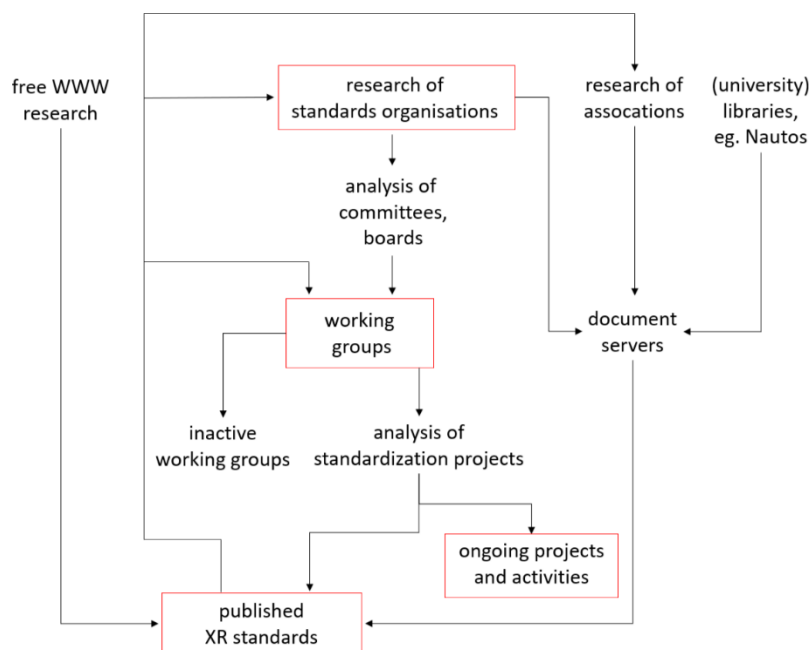 free WWW
research
research of
standards organisations
research of
assocations
(university)
libraries,
eg. Nautos
analysis of
committees,
boards
working
groups
document
servers
inactive
working groups
analysis of
standardization projects
ongoing projects
and activities
published
XR standards